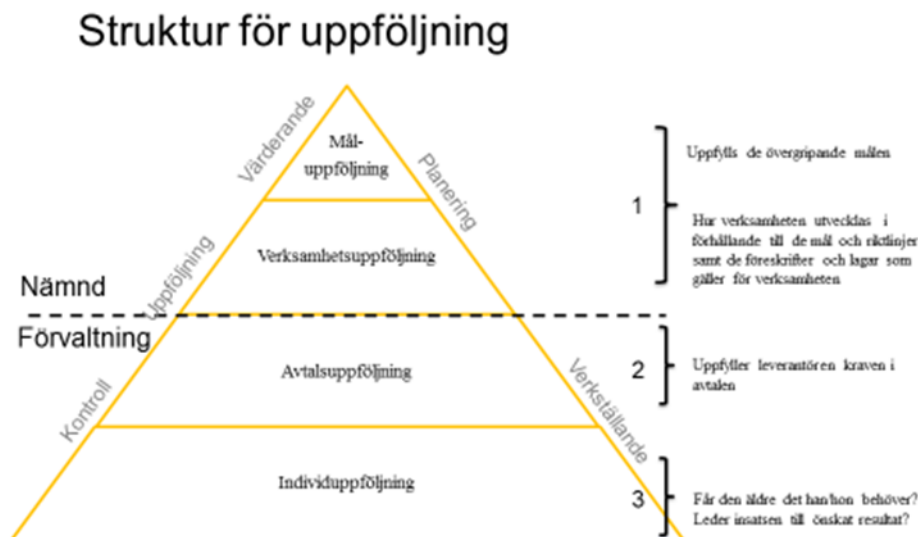 Struktur för uppföljning
Värderande
Mål-
uppföljning
Planering
1
Uppfylls de övergripande målen
Uppföljning
Verksamhetsuppföljning
Hur verksamheten utvecklas i
förhållande till de mål och riktlinjer
samt de föreskrifter och lagar som
gäller för verksamheten
Nämnd
Förvaltning
Kontroll
Avtalsuppföljning
Verkställande
2
Uppfyller leverantören kraven i
avtalen
Individuppföljning
3
Får den äldre det han/hon behöver?
Leder insatsen till önskat resultat?